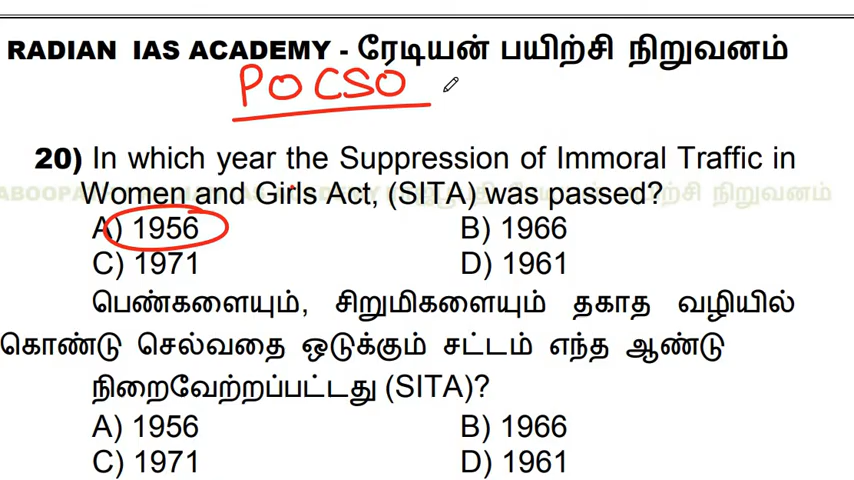 RADIAN IAS ACADEMY - ரேடியன் பயிற்சி நிறுவனம்
POCSO
20) In which year the Suppression of Immoral Traffic in
Women and Girls Act, (SITA) was passed?
A) 1956 B) 1966
C) 1971 D) 1961
பெண்களையும், சிறுமிகளையும் தகாத வழியில்
கொண்டு செல்வதை ஒடுக்கும் சட்டம் எந்த ஆண்டு
நிறைவேற்றப்பட்டது (SITA)?
A) 1956 B) 1966
C) 1971 D) 1961